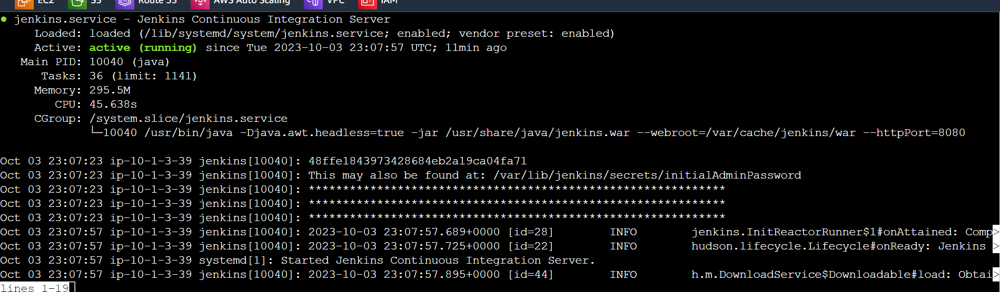 EC2 S3 Route 53 AWS Auto Scaling VPC IAM
● jenkins.service - Jenkins Continuous Integration Server
Loaded: loaded (/lib/systemd/system/jenkins.service; enabled; vendor preset: enabled)
Active: active (running) since Tue 2023-10-03 23:07:57 UTC; 11min ago
Main PID: 10040 (java)
Tasks: 36 (limit: 1141)
Memory: 295.5M
CPU: 45.638s
CGroup: /system.slice/jenkins.service
└─10040 /usr/bin/java -Djava.awt.headless=true -jar /usr/share/java/jenkins.war --webroot=/var/cache/jenkins/war --httpPort=8080
Oct 03 23:07:23 ip-10-1-3-39 jenkins[10040]: 48ffe1843973428684eb2a19ca04fa71
Oct 03 23:07:23 ip-10-1-3-39 jenkins[10040]: This may also be found at: /var/lib/jenkins/secrets/initialAdminPassword
Oct 03 23:07:23 ip-10-1-3-39 jenkins[10040]: *************************************************************
Oct 03 23:07:23 ip-10-1-3-39 jenkins[10040]: *************************************************************
Oct 03 23:07:23 ip-10-1-3-39 jenkins[10040]: *************************************************************
Oct 03 23:07:57 ip-10-1-3-39 jenkins[10040]: 2023-10-03 23:07:57.689+0000 [id=28] INFO jenkins.InitReactorRunner$1#onAttained: Comp>
Oct 03 23:07:57 ip-10-1-3-39 jenkins[10040]: 2023-10-03 23:07:57.725+0000 [id=22] INFO hudson.lifecycle.Lifecycle#onReady: Jenkins >
Oct 03 23:07:57 ip-10-1-3-39 systemd[1]: Started Jenkins Continuous Integration Server.
Oct 03 23:07:57 ip-10-1-3-39 jenkins[10040]: 2023-10-03 23:07:57.895+0000 [id=44] INFO h.m.DownloadService$Downloadable#load: Obtai>
lines 1-19